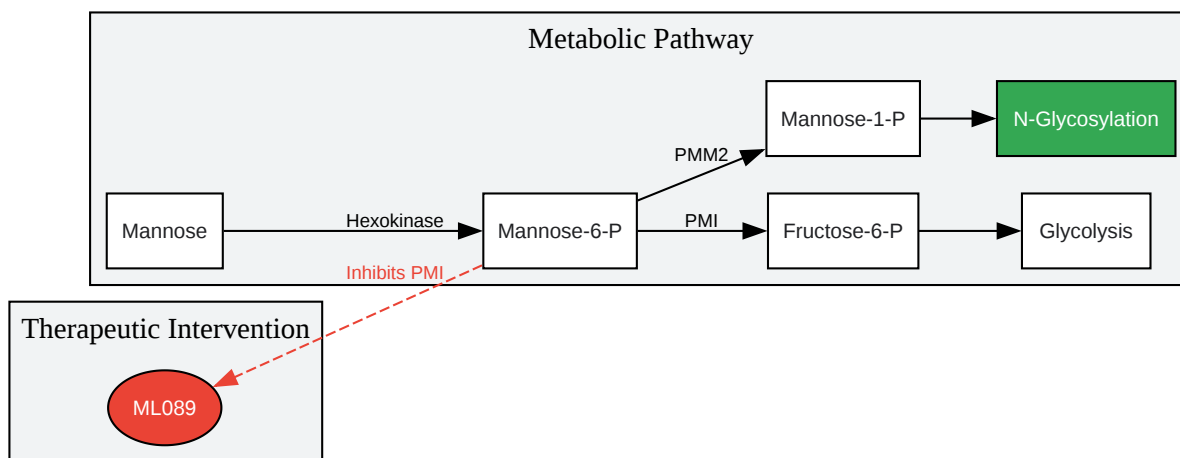 Metabolic Pathway
Mannose-1-P
N-Glycosylation
PMM2
Mannose
Hexokinase
Mannose-6-P
PMI
Fructose-6-P
Glycolysis
Inhibits PMI
Therapeutic Intervention
ML089